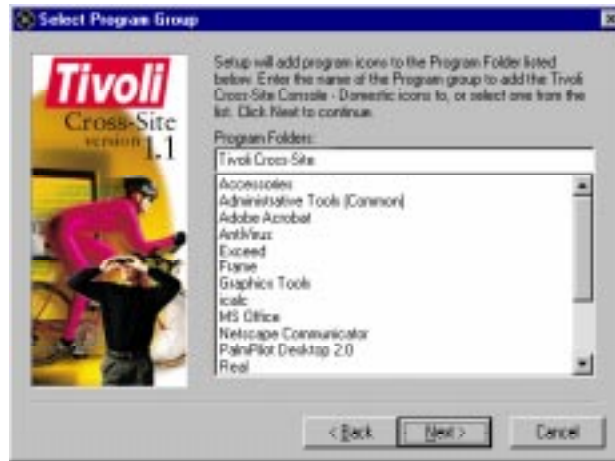 Select Program Group
Tivoli
Cross-Site
version 1.1
Setup will add program icons to the Program Folder listed
below. Enter the name of the Program group to add the Tivoli
Cross-Site Console - Domestic icons to, or select one from the
list. Click Next to continue.
Program Folders:
Tivoli Cross-Site
Accessories
Administrative Tools (Common)
Adobe Acrobat
AntiVirus
Exceed
Frame
Graphics Tools
icalc
MS Office
Netscape Communicator
PalmPilot Desktop 2.0
Real
< Back
Next >
Cancel